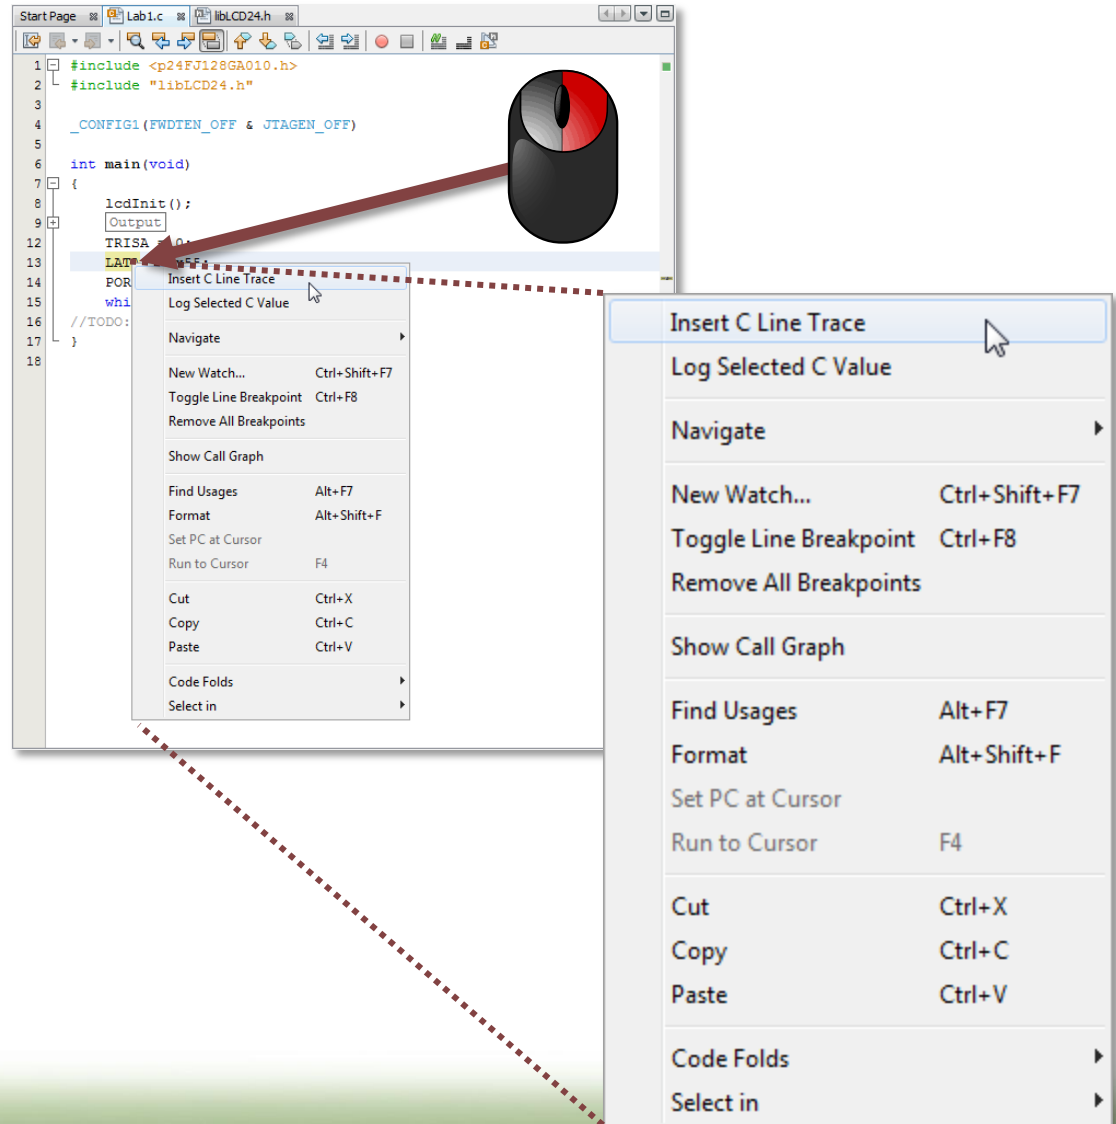 Start Page Lab1.c libLCD24.h
1 #include <p24FJ128GA010.h>
2 #include "libLCD24.h"
3
4 _CONFIG1(FWDTEN_OFF & JTAGEN_OFF)
5
6 int main(void)
7 {
8 lcdInit();
9 Output
12 TRISA = 0;
13 LAT
14 POR
15 whi
16 //TODO:
17 }
18
Insert C Line Trace
Log Selected C Value
Navigate
New Watch... Ctrl+Shift+F7
Toggle Line Breakpoint Ctrl+F8
Remove All Breakpoints
Show Call Graph
Find Usages Alt+F7
Format Alt+Shift+F
Set PC at Cursor
Run to Cursor F4
Cut Ctrl+X
Copy Ctrl+C
Paste Ctrl+V
Code Folds
Select in
Insert C Line Trace
Log Selected C Value
Navigate
New Watch... Ctrl+Shift+F7
Toggle Line Breakpoint Ctrl+F8
Remove All Breakpoints
Show Call Graph
Find Usages Alt+F7
Format Alt+Shift+F
Set PC at Cursor
Run to Cursor F4
Cut Ctrl+X
Copy Ctrl+C
Paste Ctrl+V
Code Folds
Select in